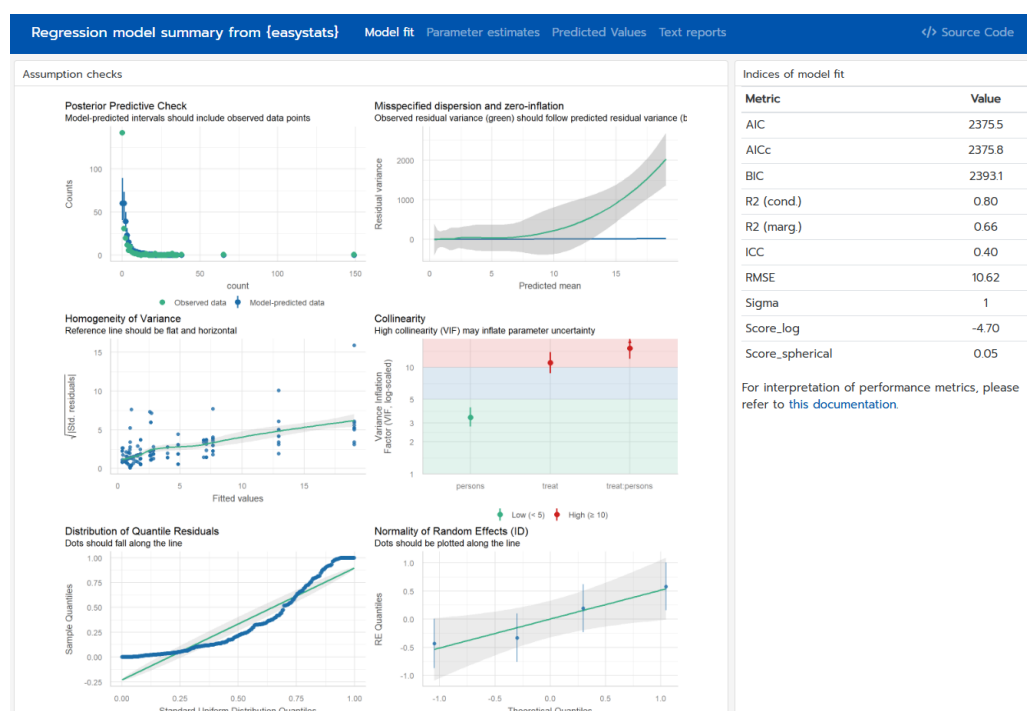 Regression model summary from {easystats} Model fit Parameter estimates Predicted Values Text reports </> Source Code
Assumption checks
Posterior Predictive Check
Model-predicted intervals should include observed data points
100
50
0
Counts
0 50 100 150
count
Observed data Model-predicted data
Misspecified dispersion and zero-inflation
Observed residual variance (green) should follow predicted residual variance (b
2000
1000
0
Residual variance
0 5 10 15
Predicted mean
Homogeneity of Variance
Reference line should be flat and horizontal
15
10
5
0
√|Std. residuals|
0 5 10 15
Fitted values
Collinearity
High collinearity (VIF) may inflate parameter uncertainty
10
5
3
2
1
Variance Inflation
Factor (VIF, log-scaled)
persons treat treat:persons
Low (< 5) High (≥ 10)
Distribution of Quantile Residuals
Dots should fall along the line
1.00
0.75
0.50
0.25
0.00
-0.25
Sample Quantiles
0.00 0.25 0.50 0.75 1.00
Standard Uniform Distribution Quantiles
Normality of Random Effects (ID)
Dots should be plotted along the line
1.0
0.5
0.0
-0.5
-1.0
RE Quantiles
-1.0 -0.5 0.0 0.5 1.0
Theoretical Quantiles
Indices of model fit
Metric Value
AIC 2375.5
AICc 2375.8
BIC 2393.1
R2 (cond.) 0.80
R2 (marg.) 0.66
ICC 0.40
RMSE 10.62
Sigma 1
Score_log -4.70
Score_spherical 0.05
For interpretation of performance metrics, please
refer to this documentation.